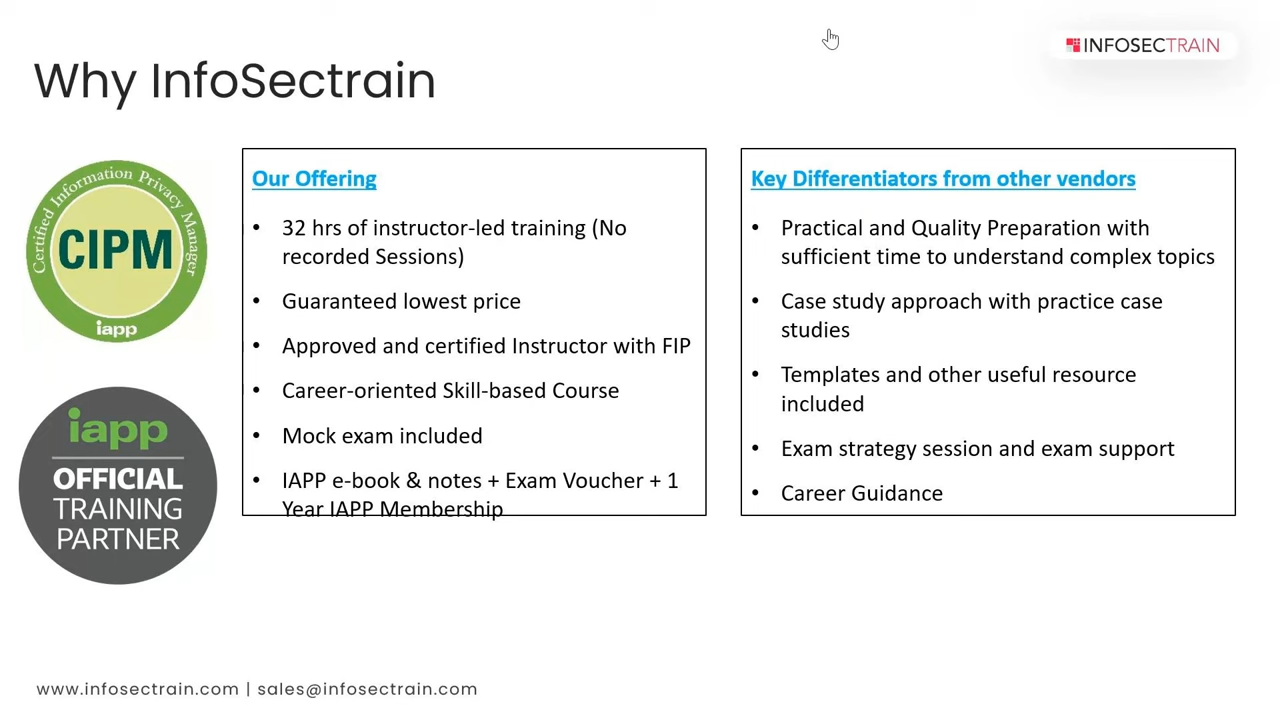 INFOSECTRAIN
Why InfoSectrain
Certified Information Privacy Manager
CIPM
iapp
iapp
OFFICIAL
TRAINING
PARTNER
Our Offering
• 32 hrs of instructor-led training (No
recorded Sessions)
• Guaranteed lowest price
• Approved and certified Instructor with FIP
• Career-oriented Skill-based Course
• Mock exam included
• IAPP e-book & notes + Exam Voucher + 1
Year IAPP Membership
Key Differentiators from other vendors
• Practical and Quality Preparation with
sufficient time to understand complex topics
• Case study approach with practice case
studies
• Templates and other useful resource
included
• Exam strategy session and exam support
• Career Guidance
www.infosectrain.com | sales@infosectrain.com